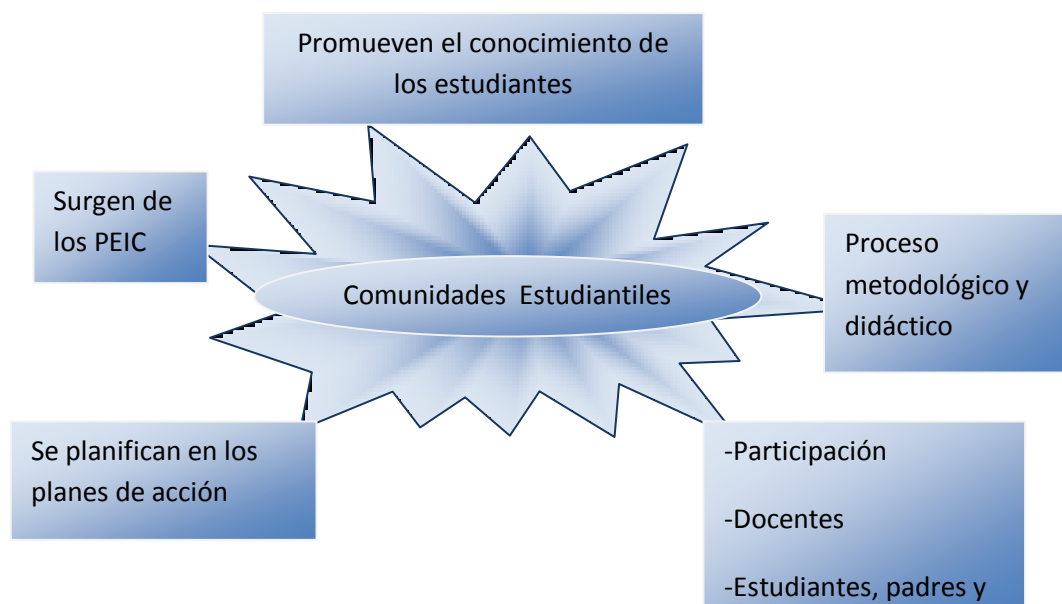 Promueven el conocimiento de
los estudiantes
Surgen de
los PEIC
Comunidades Estudiantiles
Proceso
metodológico y
didáctico
Se planifican en los
planes de acción
-Participación
-Docentes
-Estudiantes, padres y